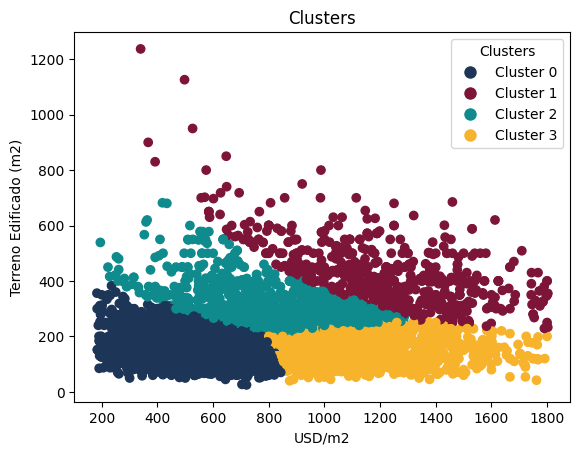 Clusters
Terreno Edificado (m2)
1200
1000
800
600
400
200
0
200
400
600
800
1000
1200
1400
1600
1800
USD/m2
Clusters
Cluster 0
Cluster 1
Cluster 2
Cluster 3